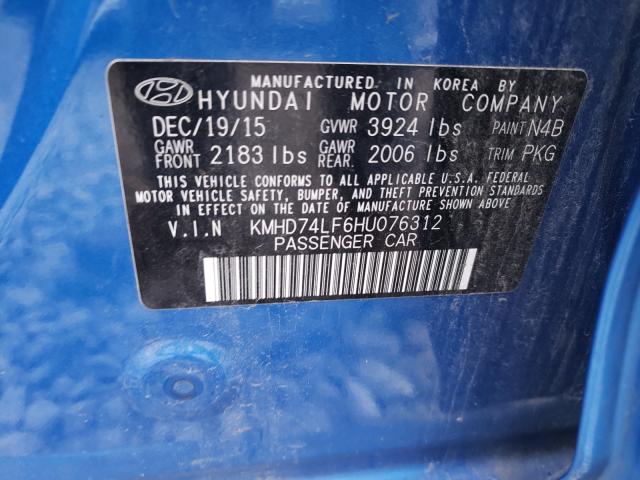 MANUFACTURED IN KOREA BY
HYUNDAI MOTOR COMPANY
DEC/19/15 GVWR 3924 lbs PAINT N4B
GAWR FRONT 2183 lbs GAWR REAR. 2006 lbs TRIM PKG
THIS VEHICLE CONFORMS TO ALL APPLICABLE U.S.A. FEDERAL
MOTOR VEHICLE SAFETY, BUMPER, AND THEFT PREVENTION STANDARDS
IN EFFECT ON THE DATE OF MANUFACTURE SHOWN ABOVE
V.I.N KMHD74LF6HU076312
PASSENGER CAR